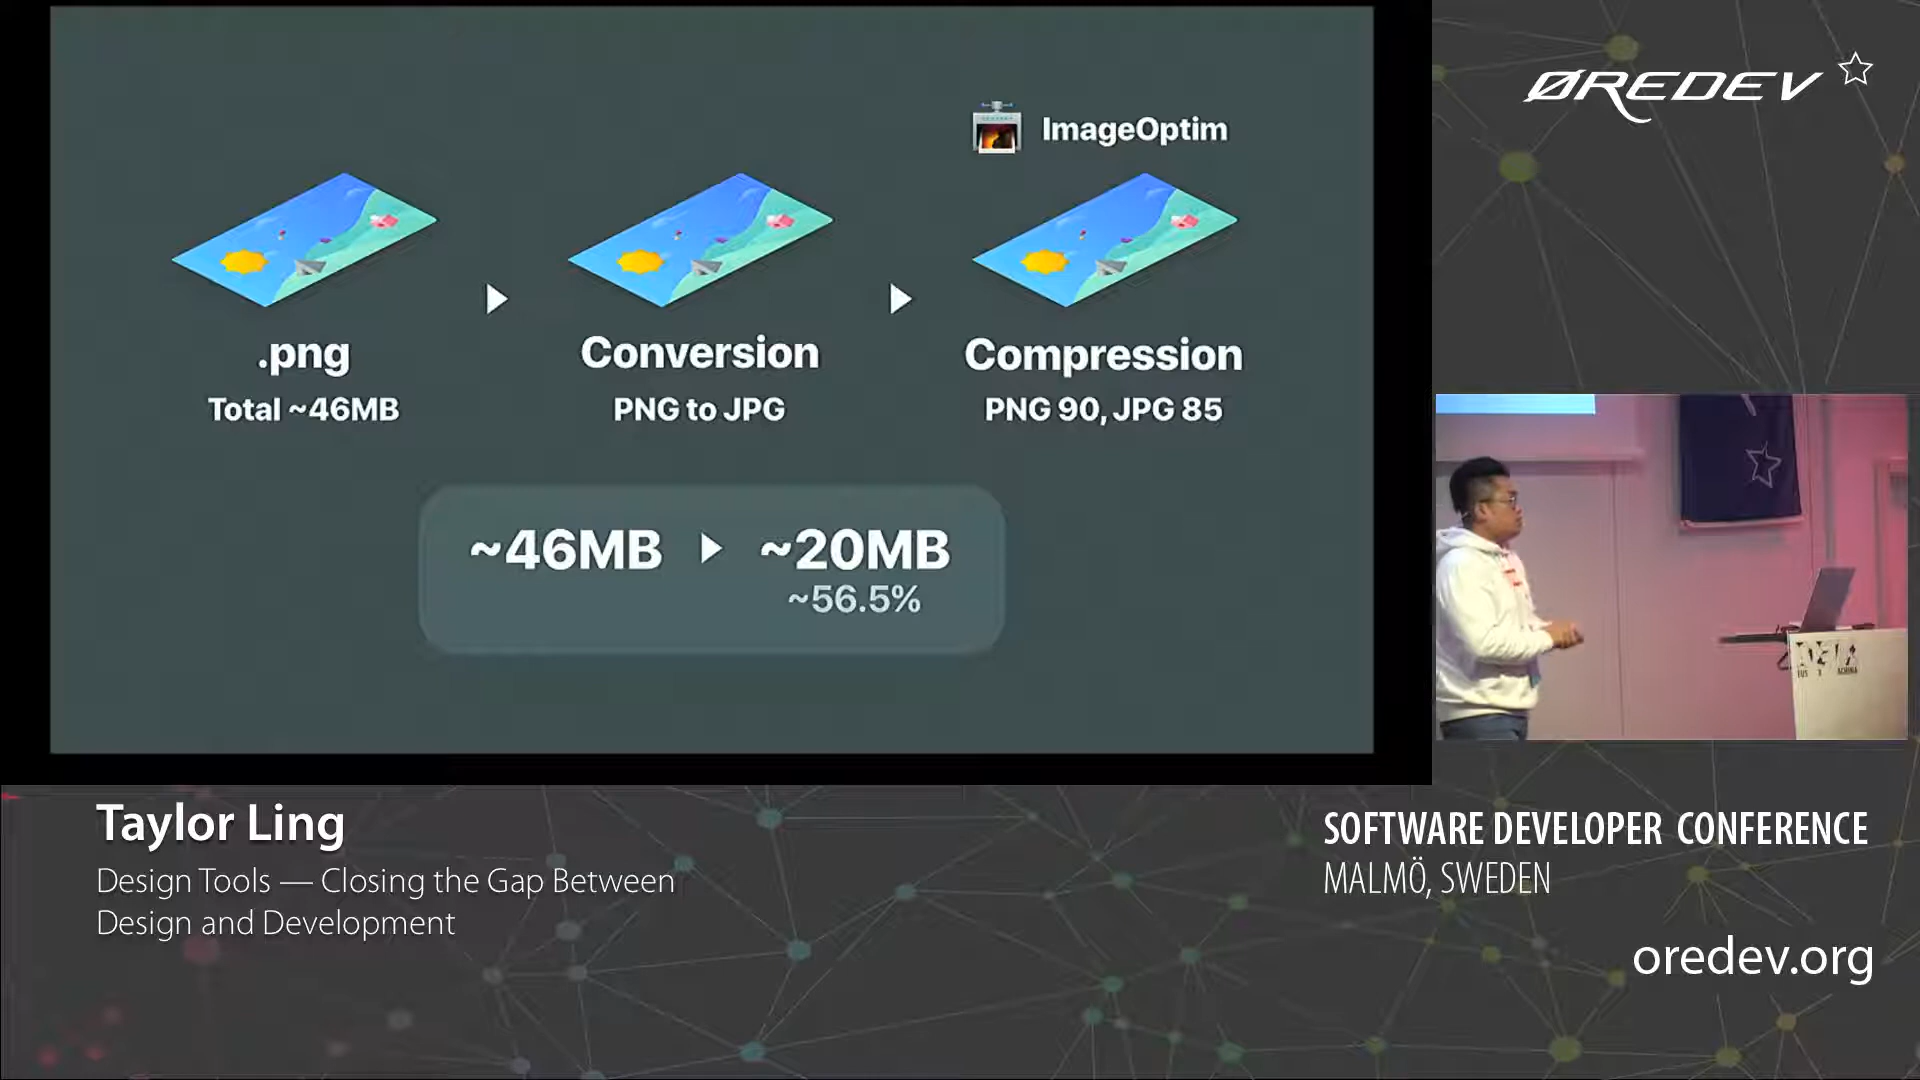 ImageOptim
.png
Total ~46MB
Conversion
PNG to JPG
Compression
PNG 90, JPG 85
~46MB
~20MB
~56.5%
ØREDEV
Taylor Ling
Design Tools — Closing the Gap Between
Design and Development
SOFTWARE DEVELOPER CONFERENCE
MALMÖ, SWEDEN
oredev.org